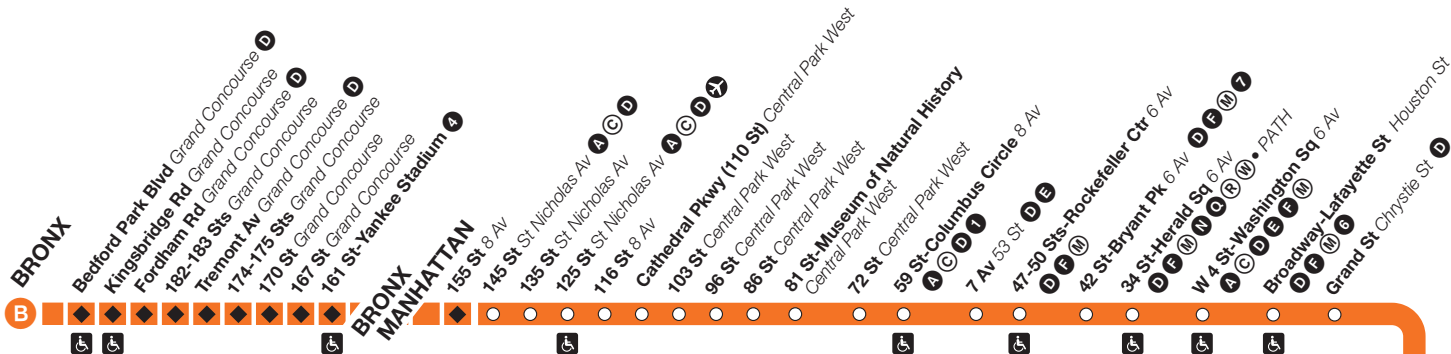 B
BRONX
Bedford Park Blvd Grand Concourse D
Kingsbridge Rd Grand Concourse
Fordham Rd Grand Concourse D
182-183 Sts Grand Concourse
Tremont Av Grand Concourse D
174-175 Sts Grand Concourse
170 St Grand Concourse
167 St Grand Concourse
161 St-Yankee Stadium 4
BRONX
MANHATTAN
155 St 8 Av
145 St St Nicholas Av A C D
135 St St Nicholas Av
125 St St Nicholas Av A C D
116 St 8 Av
Cathedral Pkwy (110 St) Central Park West
103 St Central Park West
96 St Central Park West
86 St Central Park West
81 St-Museum of Natural History
Central Park West
72 St Central Park West
59 St-Columbus Circle 8 Av
A C D 1
7 Av 53 St D E
47-50 Sts-Rockefeller Ctr 6 Av
D F M
42 St-Bryant Pk 6 Av D F M 7
34 St-Herald Sq 6 Av
D F M N Q R W • PATH
W 4 St-Washington Sq 6 Av
A C D E F M
Broadway-Lafayette St Houston St
D F M 6
Grand St Chrystie St D